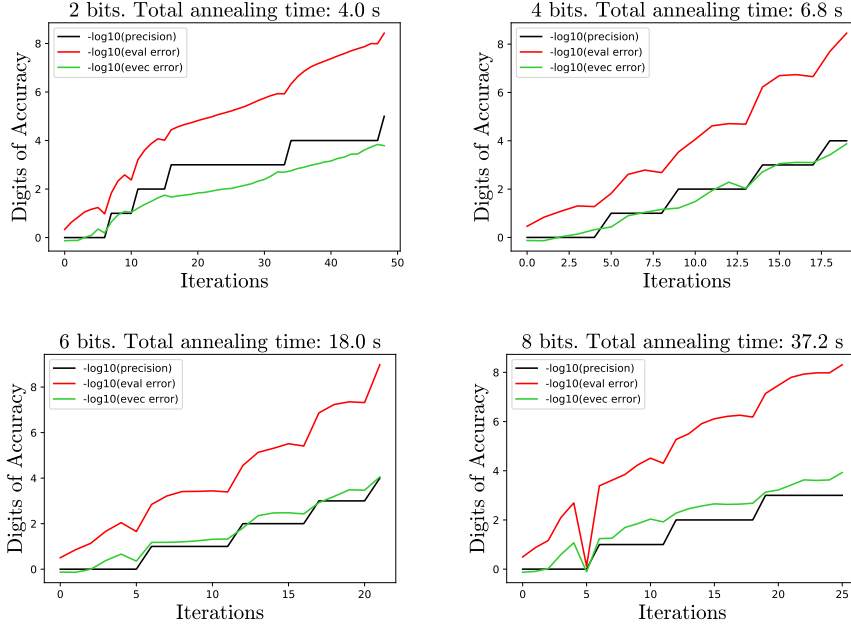 2 bits. Total annealing time: 4.0 s
-log10(precision)
-log10(eval error)
-log10(evec error)
Digits of Accuracy
8
6
4
2
0
0 10 20 30 40 50
Iterations
4 bits. Total annealing time: 6.8 s
-log10(precision)
-log10(eval error)
-log10(evec error)
Digits of Accuracy
8
6
4
2
0
0.0 2.5 5.0 7.5 10.0 12.5 15.0 17.5
Iterations
6 bits. Total annealing time: 18.0 s
-log10(precision)
-log10(eval error)
-log10(evec error)
Digits of Accuracy
8
6
4
2
0
0 5 10 15 20
Iterations
8 bits. Total annealing time: 37.2 s
-log10(precision)
-log10(eval error)
-log10(evec error)
Digits of Accuracy
8
6
4
2
0
0 5 10 15 20 25
Iterations